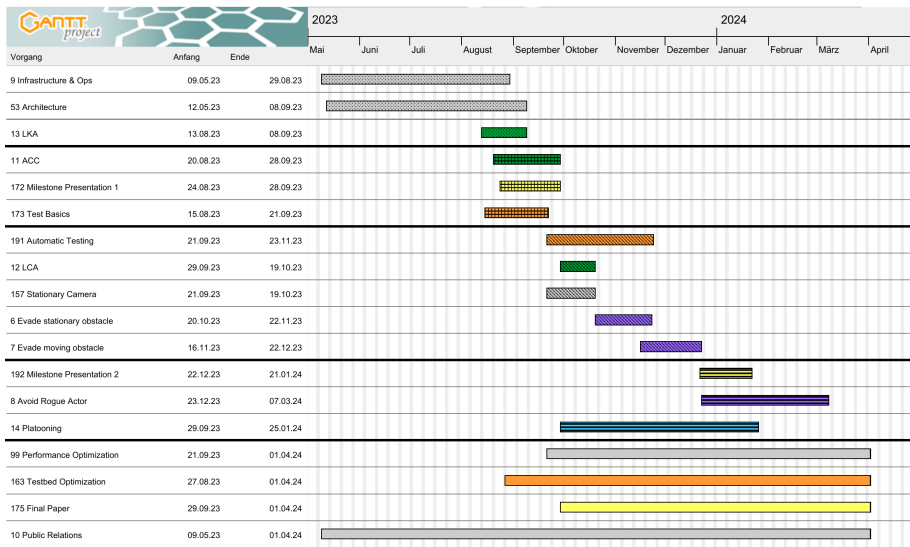 GANTT project
2023 2024
Vorgang Anfang Ende Mai Juni Juli August September Oktober November Dezember Januar Februar März April
9 Infrastructure & Ops 09.05.23 29.08.23
53 Architecture 12.05.23 08.09.23
13 LKA 13.08.23 08.09.23
11 ACC 20.08.23 28.09.23
172 Milestone Presentation 1 24.08.23 28.09.23
173 Test Basics 15.08.23 21.09.23
191 Automatic Testing 21.09.23 23.11.23
12 LCA 29.09.23 19.10.23
157 Stationary Camera 21.09.23 19.10.23
6 Evade stationary obstacle 20.10.23 22.11.23
7 Evade moving obstacle 16.11.23 22.12.23
192 Milestone Presentation 2 22.12.23 21.01.24
8 Avoid Rogue Actor 23.12.23 07.03.24
14 Platooning 29.09.23 25.01.24
99 Performance Optimization 21.09.23 01.04.24
163 Testbed Optimization 27.08.23 01.04.24
175 Final Paper 29.09.23 01.04.24
10 Public Relations 09.05.23 01.04.24